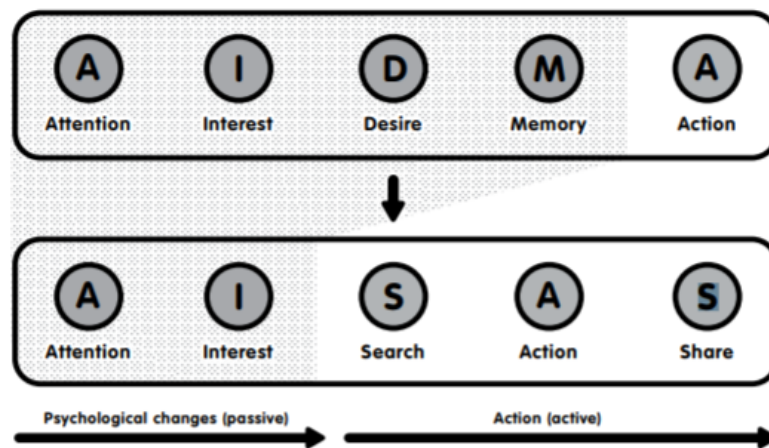 A I D M A
Attention Interest Desire Memory Action
A I S A S
Attention Interest Search Action Share
Psychological changes (passive) Action (active)